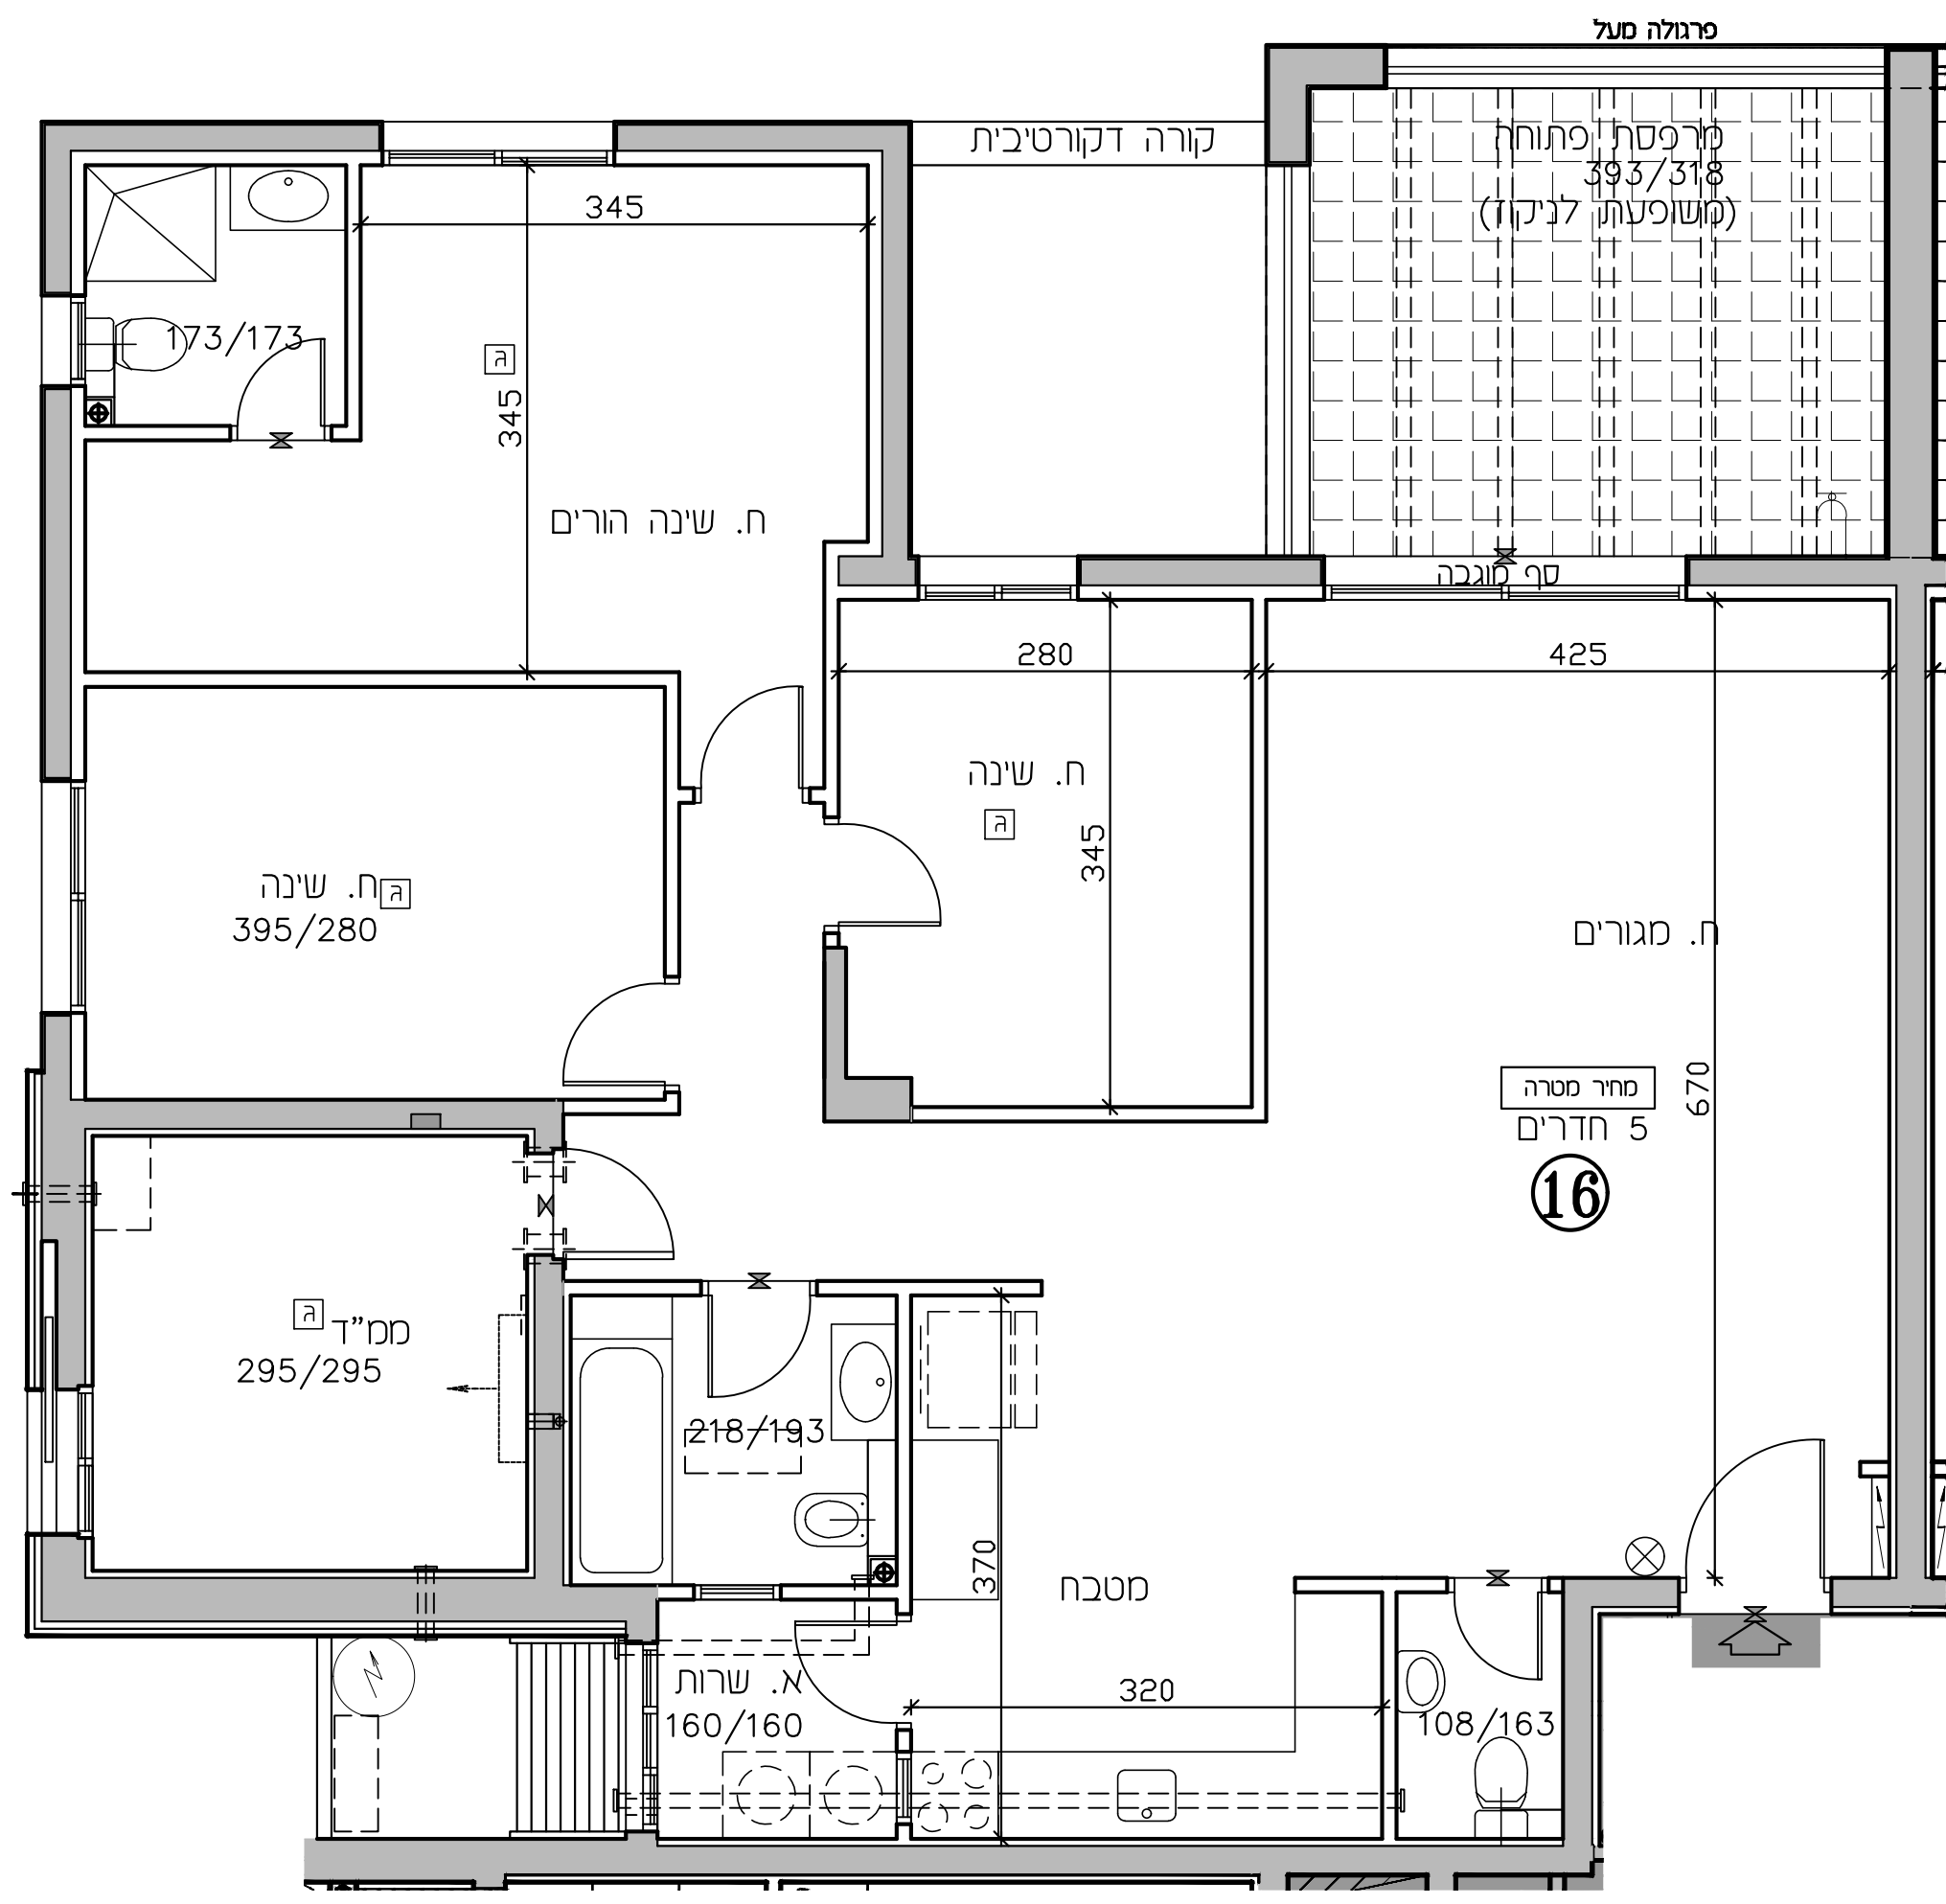 פרגולה מעל
קורה דקורטיבית
מרפסת פתוחה
393/318
(משופעת לניקוז)
345
173/173
ג
345
ח. שינה הורים
סף מוגבה
280
425
ח. שינה
ג
345
ח. שינה
ג
395/280
ח. מגורים
670
מחיר מטרה
5 חדרים
16
ג
ממ"ד
295/295
218/193
370
מטבח
א. שרות
160/160
320
108/163